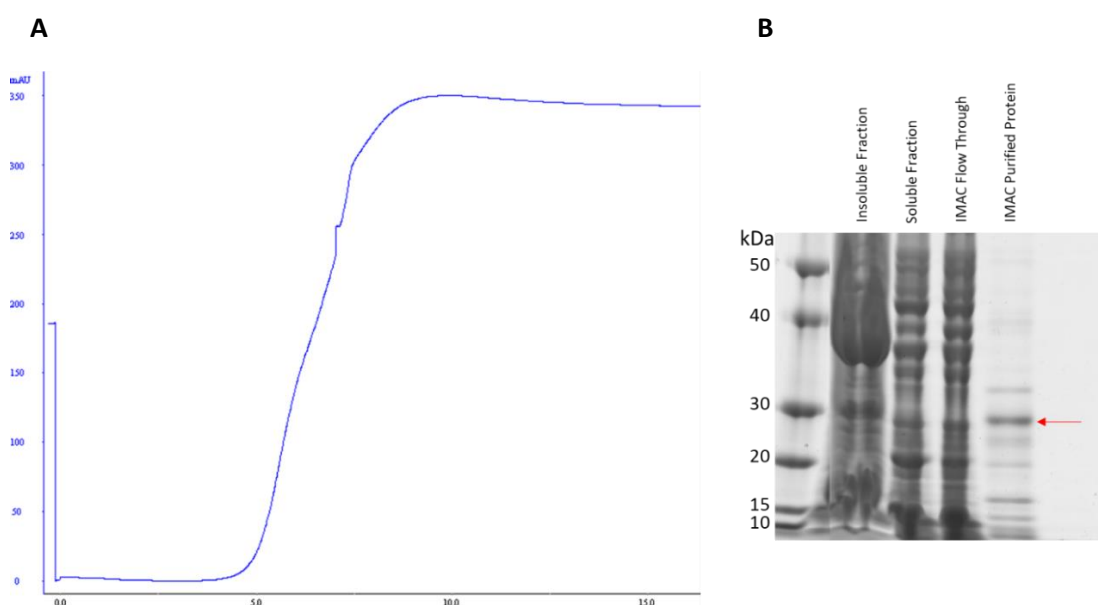 A
mAU
350
300
250
200
150
100
50
0
0.0 5.0 10.0 15.0
B
Insoluble Fraction
Soluble Fraction
IMAC Flow Through
IMAC Purified Protein
kDa
50
40
30
20
15
10